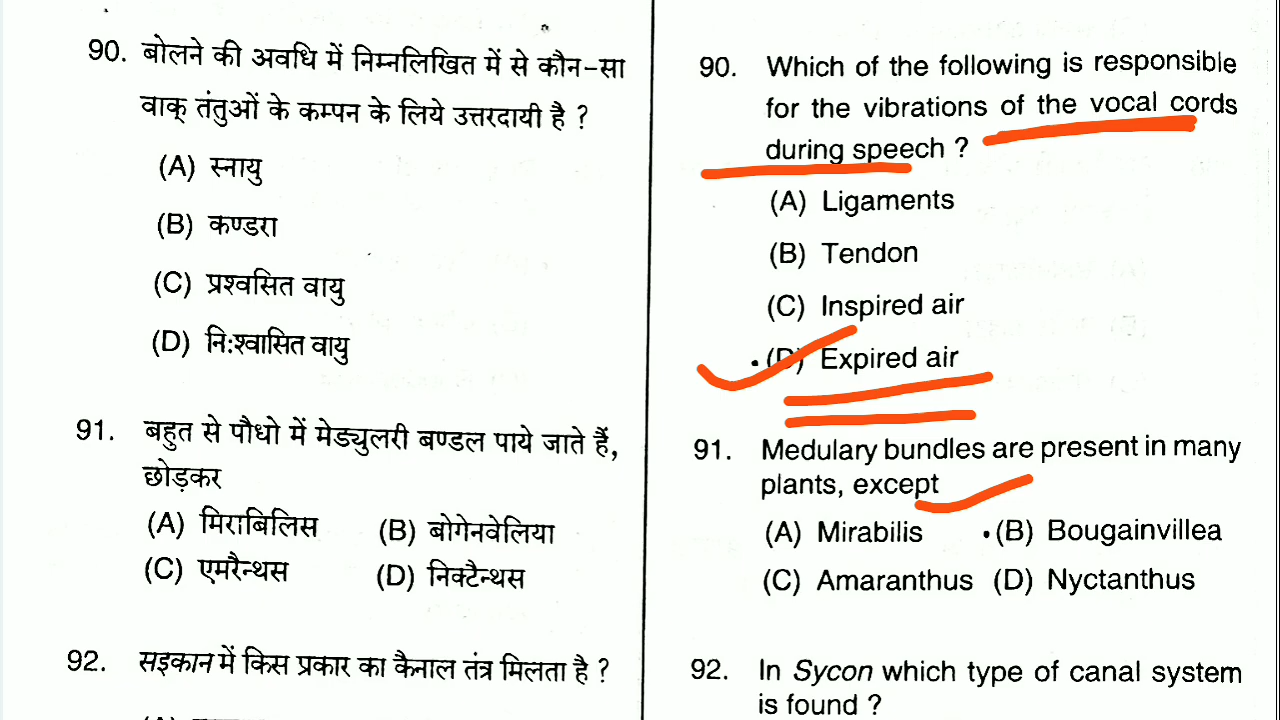 90. बोलने की अवधि में निम्नलिखित में से कौन-सा
वाक् तंतुओं के कम्पन के लिये उत्तरदायी है ?
(A) स्नायु
(B) कण्डरा
(C) प्रश्वसित वायु
(D) नि:श्वासित वायु
91. बहुत से पौधो में मेड्युलरी बण्डल पाये जाते हैं,
छोड़कर
(A) मिराबिलिस (B) बोगेनवेलिया
(C) एमरैन्थस (D) निक्टैन्थस
92. सइकान में किस प्रकार का कैनाल तंत्र मिलता है ?
90. Which of the following is responsible
for the vibrations of the vocal cords
during speech ?
(A) Ligaments
(B) Tendon
(C) Inspired air
(D) Expired air
91. Medulary bundles are present in many
plants, except
(A) Mirabilis (B) Bougainvillea
(C) Amaranthus (D) Nyctanthus
92. In Sycon which type of canal system
is found ?